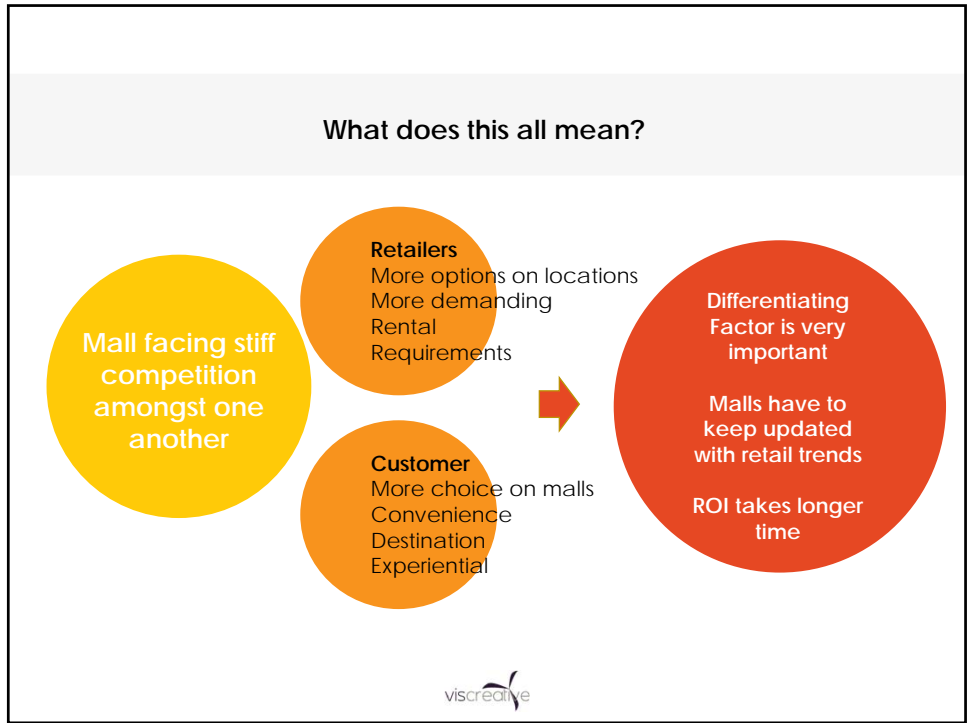 What does this all mean?
Mall facing stiff
competition
amongst one
another
Retailers
More options on locations
More demanding
Rental
Requirements
Customer
More choice on malls
Convenience
Destination
Experiential
Differentiating
Factor is very
important
Malls have to
keep updated
with retail trends
ROI takes longer
time
viscreative